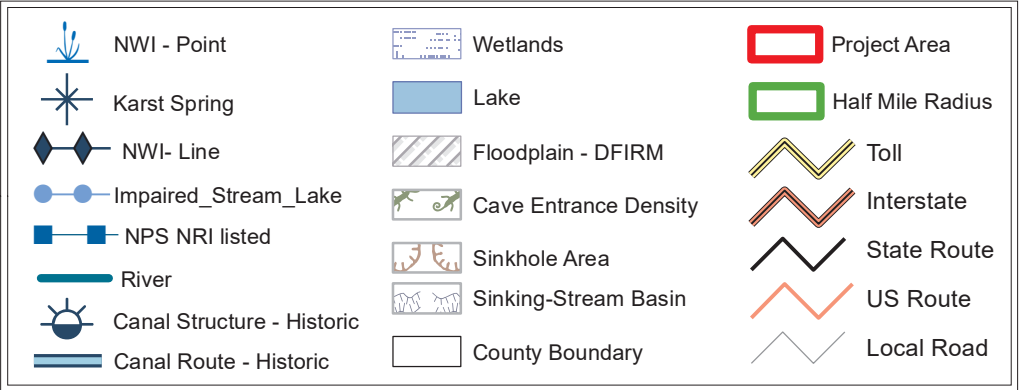 NWI - Point
Karst Spring
NWI- Line
Impaired_Stream_Lake
NPS NRI listed
River
Canal Structure - Historic
Canal Route - Historic
Wetlands
Lake
Floodplain - DFIRM
Cave Entrance Density
Sinkhole Area
Sinking-Stream Basin
County Boundary
Project Area
Half Mile Radius
Toll
Interstate
State Route
US Route
Local Road